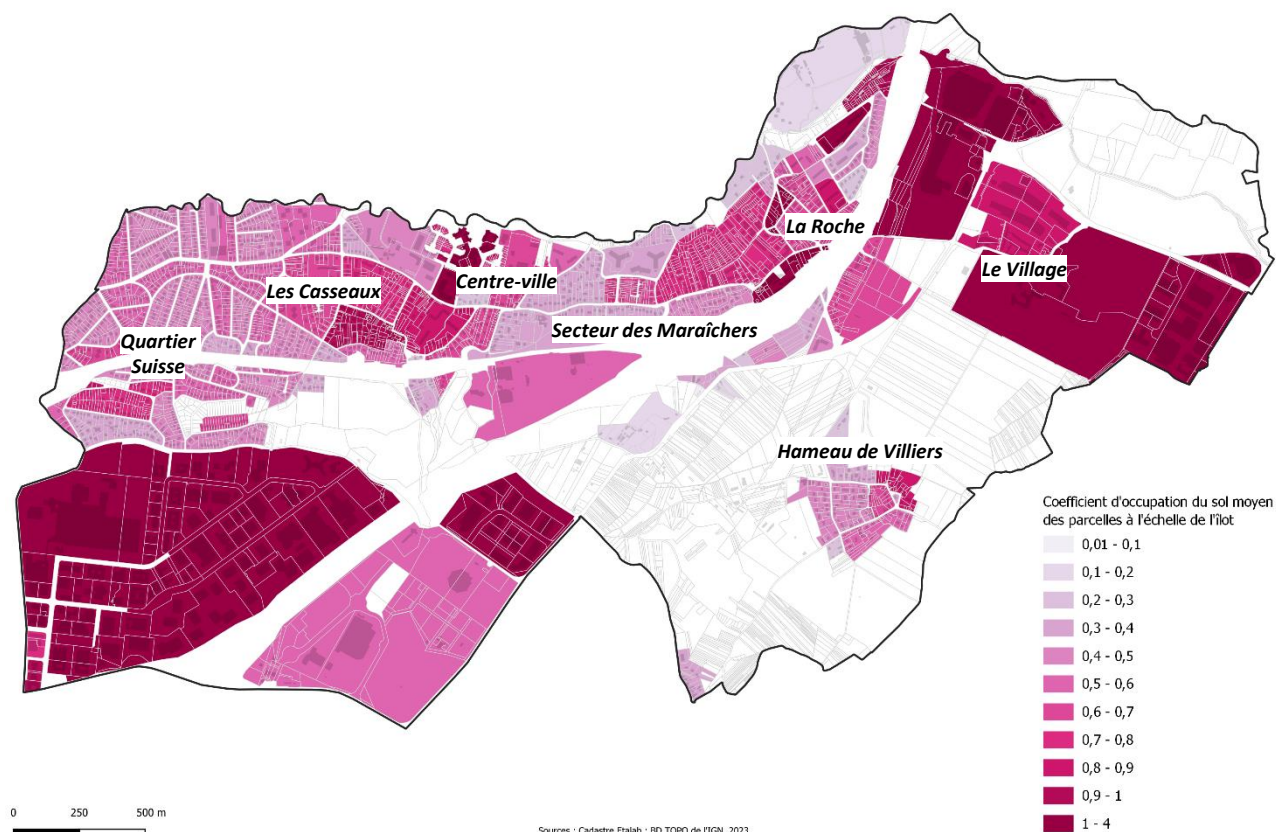 La Roche
Le Village
Les Casseaux
Centre-ville
Secteur des Maraîchers
Quartier
Suisse
Hameau de Villiers
Coefficient d'occupation du sol moyen
des parcelles à l'échelle de l'îlot
0,01 - 0,1
0,1 - 0,2
0,2 - 0,3
0,3 - 0,4
0,4 - 0,5
0,5 - 0,6
0,6 - 0,7
0,7 - 0,8
0,8 - 0,9
0,9 - 1
1 - 4
0 250 500 m
Sources : Cadastre Etalab ; BD TOPO de l'IGN, 2023